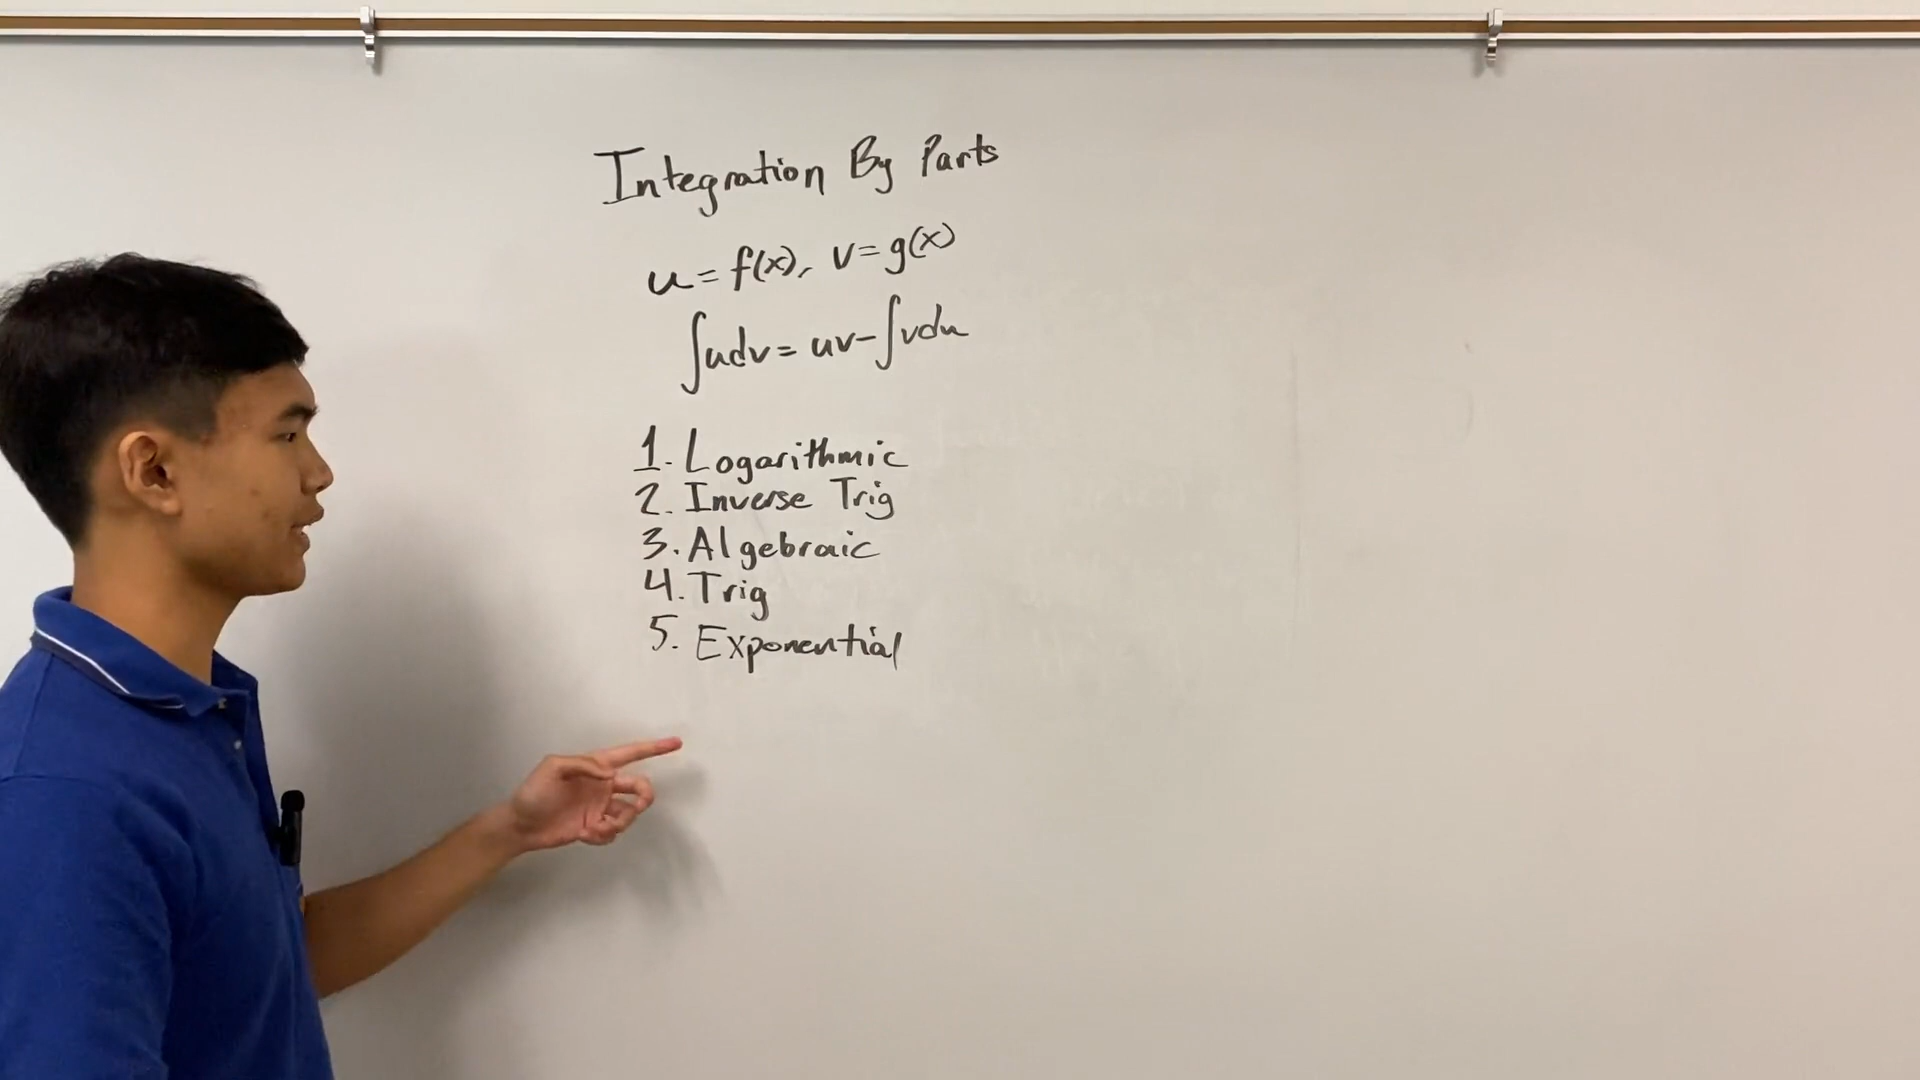 Integration By Parts
u = f(x), v = g(x)
∫udv = uv-∫vdu
1. Logarithmic
2. Inverse Trig
3. Algebraic
4. Trig
5. Exponential